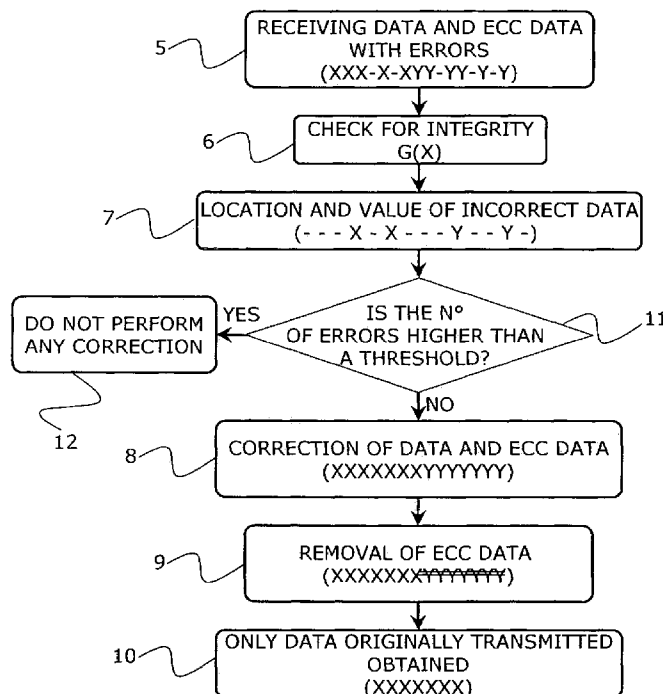 5
RECEIVING DATA AND ECC DATA
WITH ERRORS
(XXX-X-XYY-YY-Y-Y)
6
CHECK FOR INTEGRITY
G(X)
7
LOCATION AND VALUE OF INCORRECT DATA
(- - - X - X - - - Y - - Y -)
IS THE N°
OF ERRORS HIGHER THAN
A THRESHOLD?
11
YES
DO NOT PERFORM
ANY CORRECTION
12
NO
8
CORRECTION OF DATA AND ECC DATA
(XXXXXXXYYYYYYY)
9
REMOVAL OF ECC DATA
(XXXXXXXYYYYYYY)
10
ONLY DATA ORIGINALLY TRANSMITTED
OBTAINED
(XXXXXXX)